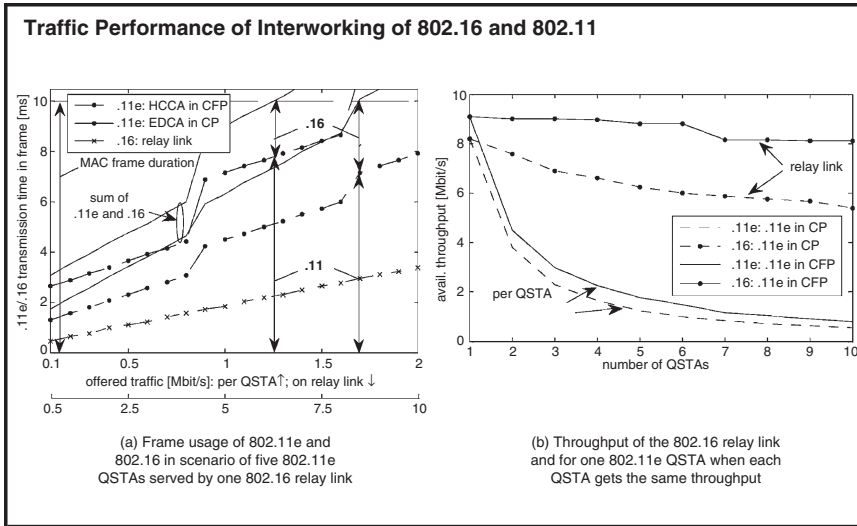 Traffic Performance of Interworking of 802.16 and 802.11
.11e/.16 transmission time in frame [ms]
10
8
6
4
2
0
.11e: HCCA in CFP
.11e: EDCA in CP
.16: relay link
MAC frame duration
sum of
.11e and .16
.16
.11
0.1
0.5
1
1.5
2
offered traffic [Mbit/s]: per QSTA↑; on relay link ↓
0.5
2.5
5
7.5
10
(a) Frame usage of 802.11e and
802.16 in scenario of five 802.11e
QSTAs served by one 802.16 relay link
avail. throughput [Mbit/s]
10
8
6
4
2
0
relay link
.11e: .11e in CP
.16: .11e in CP
.11e: .11e in CFP
.16: .11e in CFP
per QSTA
1
2
3
4
5
6
7
8
9
10
number of QSTAs
(b) Throughput of the 802.16 relay link
and for one 802.11e QSTA when each
QSTA gets the same throughput